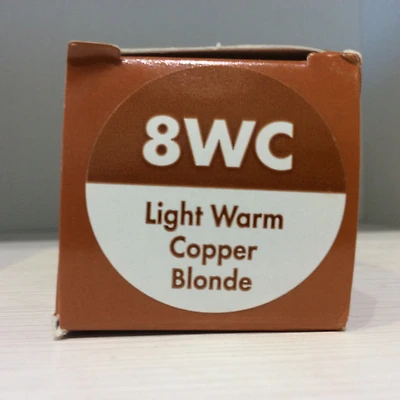 8WC
Light Warm
Copper
Blonde